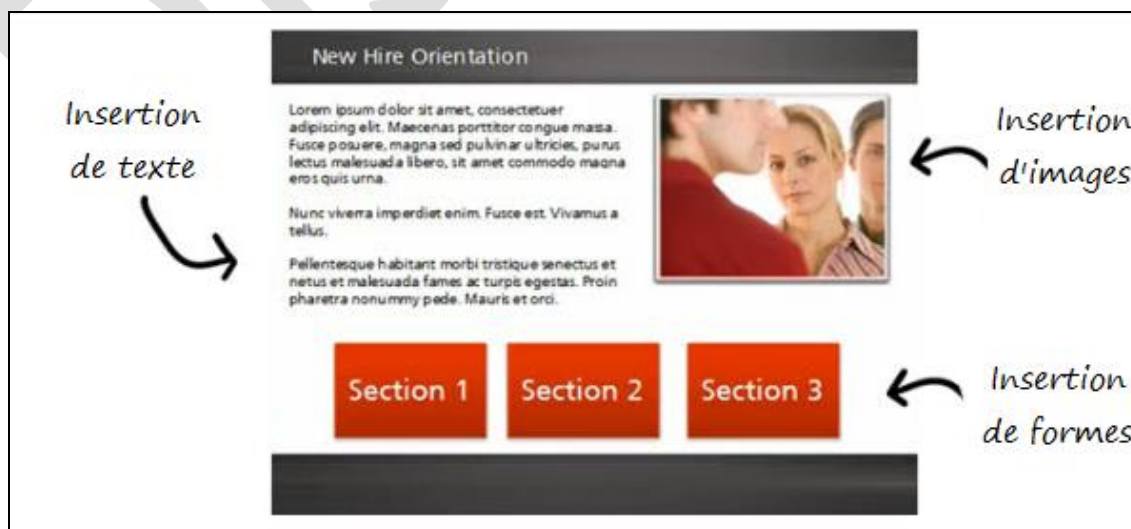 New Hire Orientation
Insertion
de texte
Lorem ipsum dolor sit amet, consectetuer
adipiscing elit. Maecenas porttitor congue massa.
Fusce posuere, magna sed pulvinar ultricies, purus
lectus malesuada libero, sit amet commodo magna
eros quis urna.
Nunc viverra imperdiet enim. Fusce est. Vivamus a
tellus.
Pellentesque habitant morbi tristique senectus et
netus et malesuada fames ac turpis egestas. Proin
pharetra nonummy pede. Mauris et orci.
Insertion
d'images
Section 1
Section 2
Section 3
Insertion
de formes